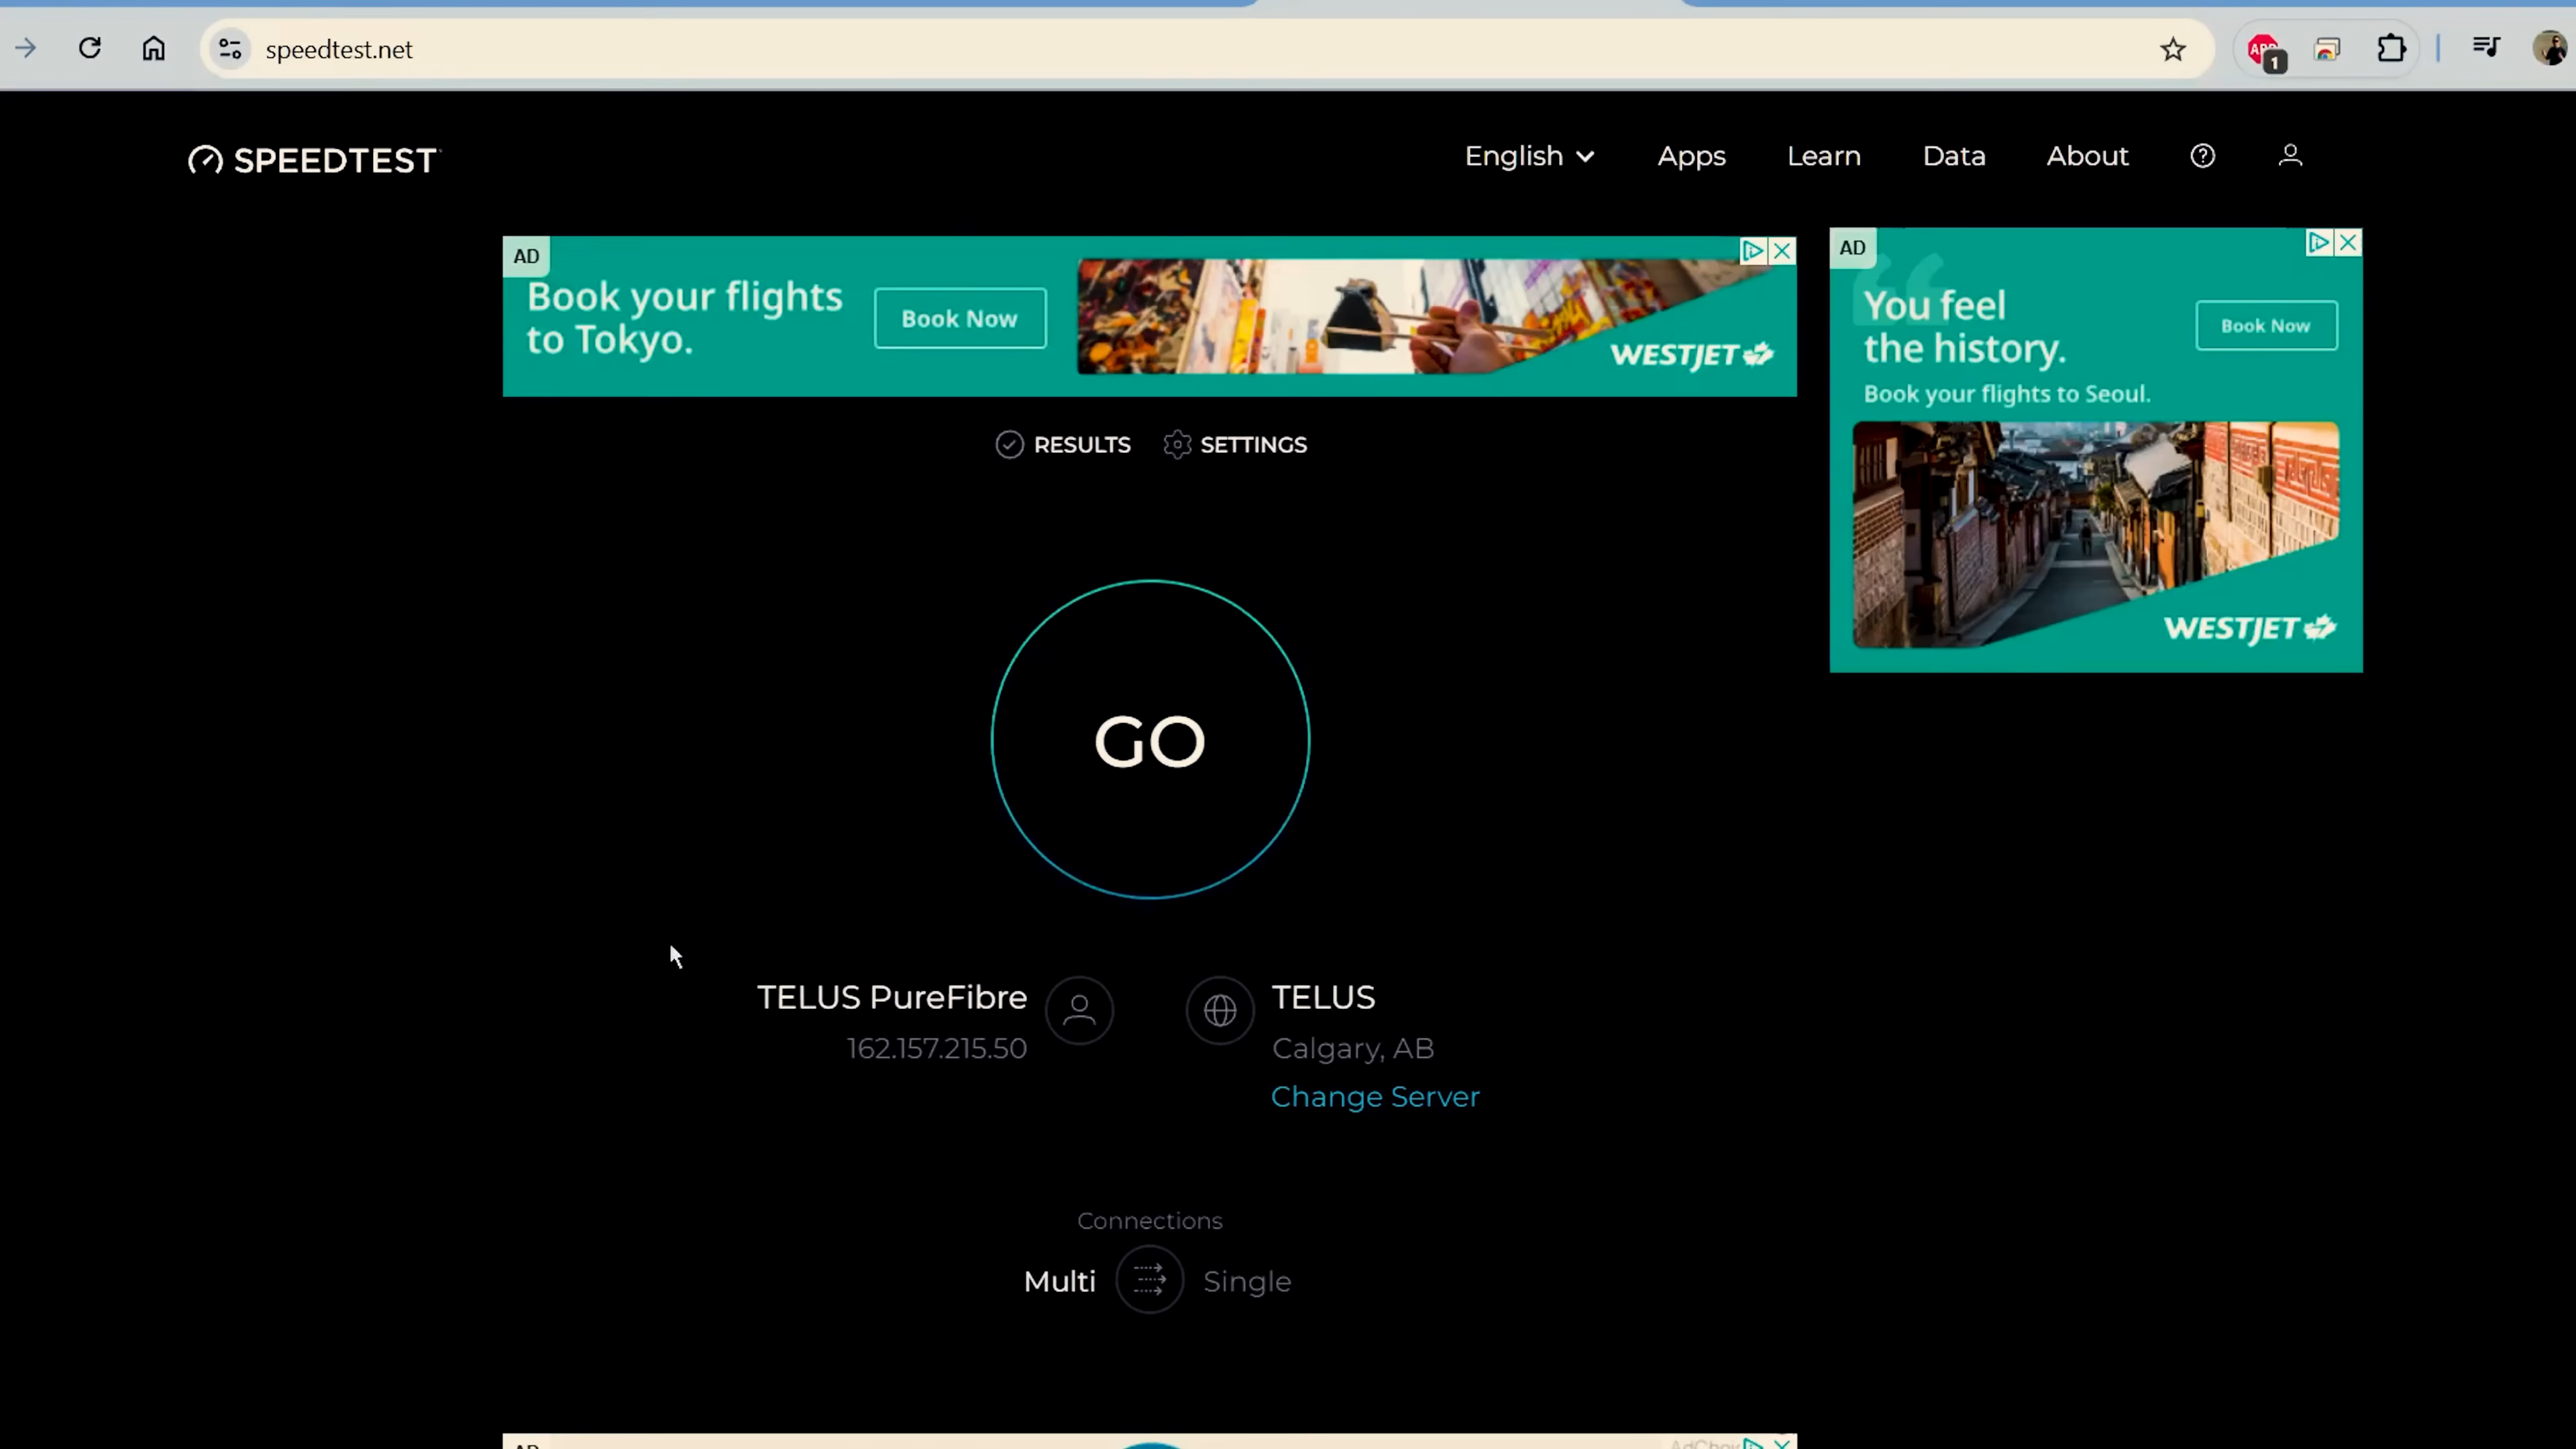 speedtest.net
ABP
1
SPEEDTEST
English
Apps
Learn
Data
About
AD
Book your flights
to Tokyo.
Book Now
WESTJET
AD
You feel
the history.
Book Now
Book your flights to Seoul.
WESTJET
RESULTS
SETTINGS
GO
TELUS PureFibre
162.157.215.50
TELUS
Calgary, AB
Change Server
Connections
Multi
Single